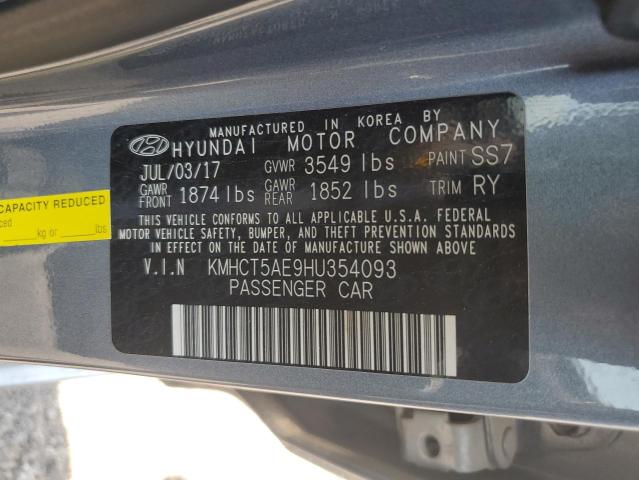 MANUFACTURED IN KOREA BY
HYUNDAI MOTOR COMPANY
JUL/03/17 GVWR 3549 lbs PAINT SS7
GAWR FRONT 1874 lbs GAWR REAR 1852 lbs TRIM RY
THIS VEHICLE CONFORMS TO ALL APPLICABLE U.S.A. FEDERAL
MOTOR VEHICLE SAFETY, BUMPER, AND THEFT PREVENTION STANDARDS
IN EFFECT ON THE DATE OF MANUFACTURE SHOWN ABOVE.
V.I.N KMHCT5AE9HU354093
PASSENGER CAR
CAPACITY REDUCED
kg or lbs